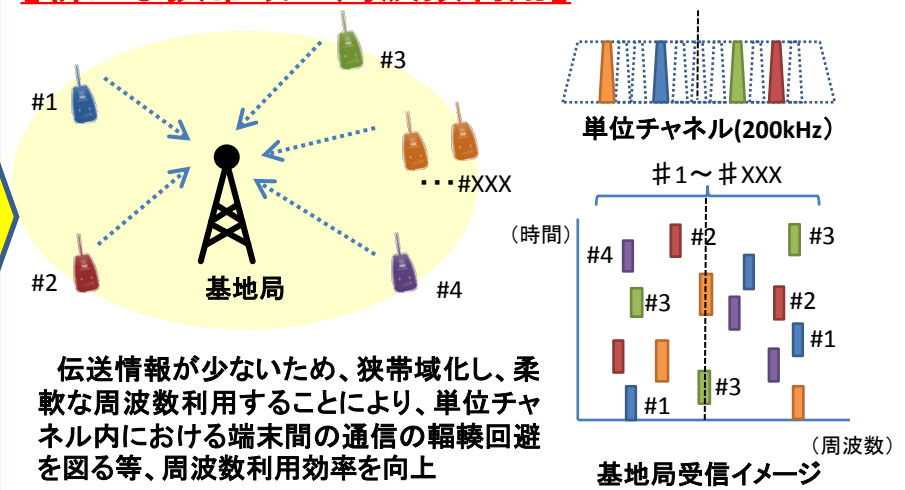 #1
#3
・・・#XXX
#2
基地局
#4
伝送情報が少ないため、狭帯域化し、柔
軟な周波数利用することにより、単位チャ
ネル内における端末間の通信の輻輳回避
を図る等、周波数利用効率を向上
単位チャネル(200kHz)
♯1～♯XXX
(時間)
#4
#2
#3
#3
#2
#1
#3
#1
(周波数)
基地局受信イメージ